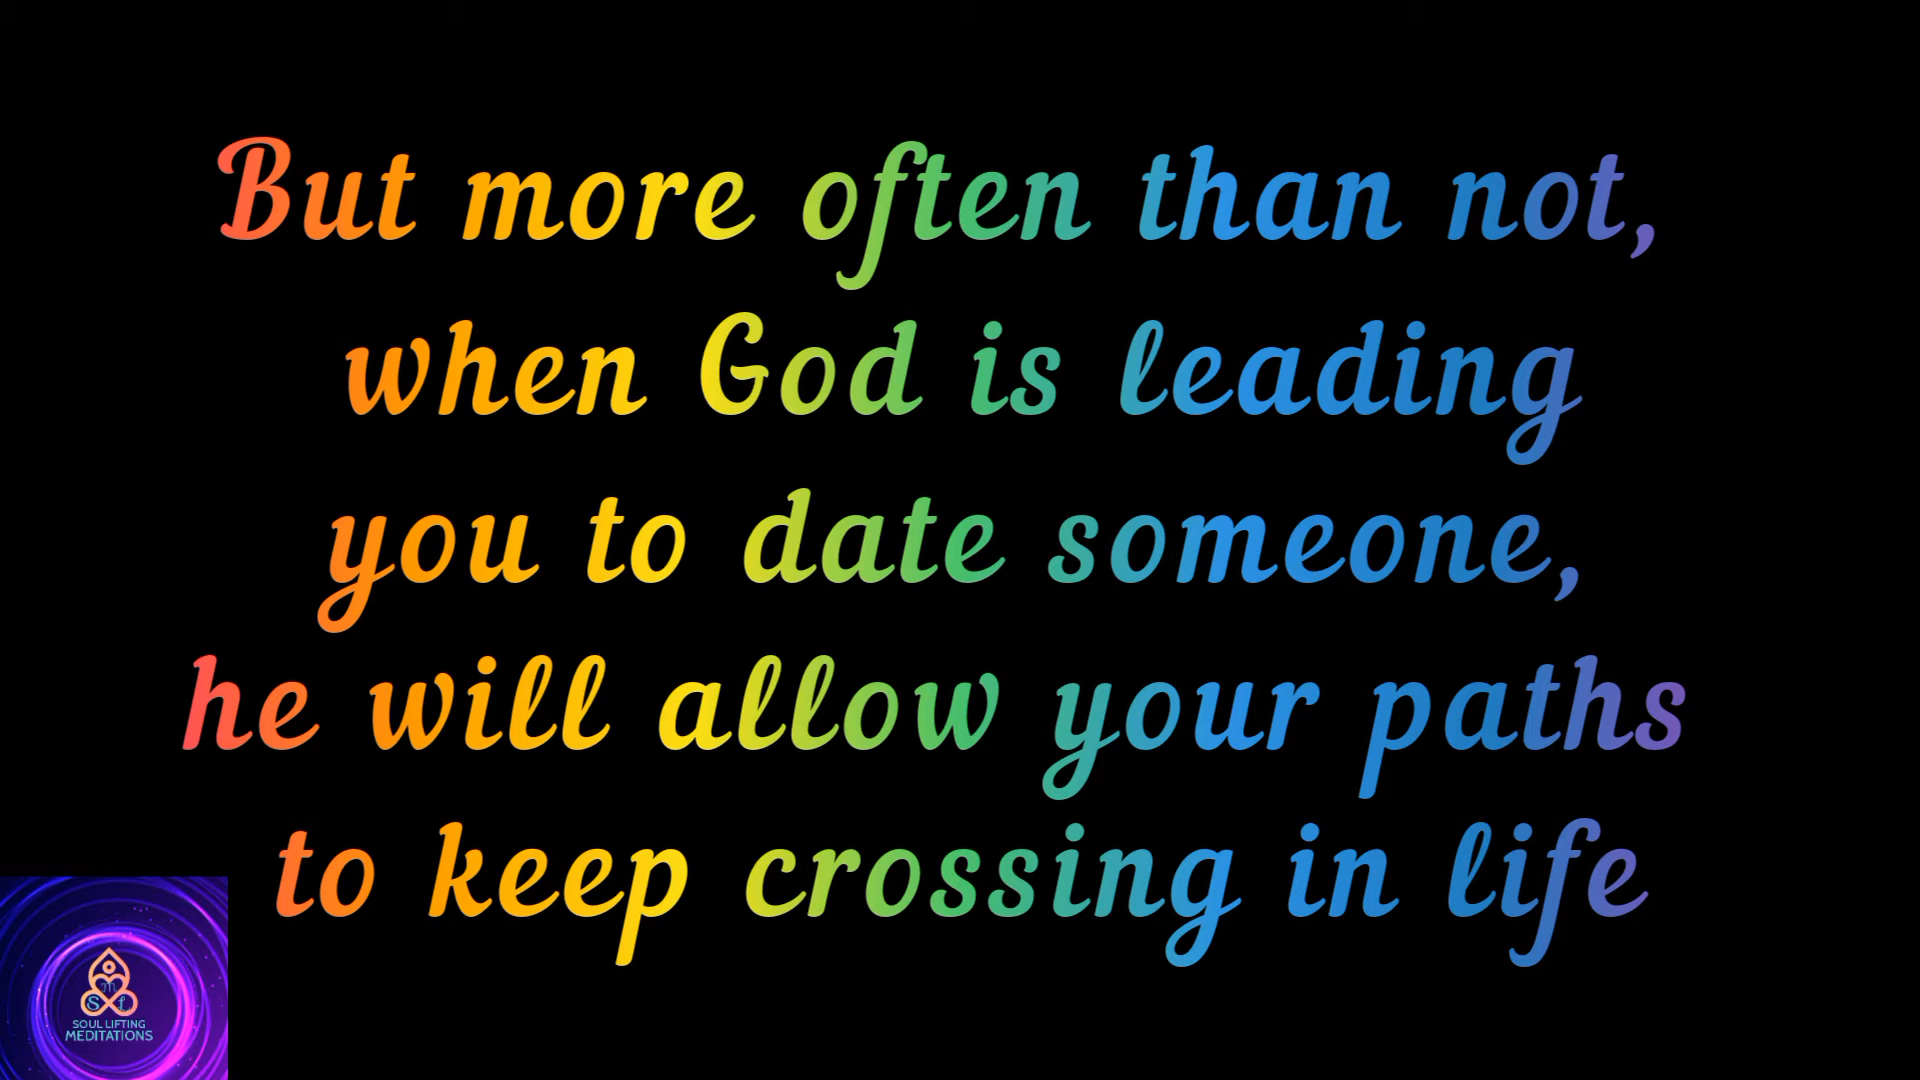 But more often than not,
when God is leading
you to date someone,
he will allow your paths
to keep crossing in life
M
S L
SOUL LIFTING
MEDITATIONS